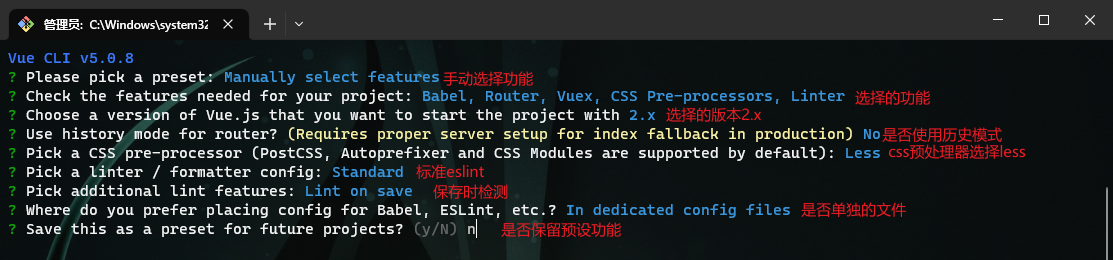 管理员: C:\Windows\system32
Vue CLI v5.0.8
? Please pick a preset: Manually select features 手动选择功能
? Check the features needed for your project: Babel, Router, Vuex, CSS Pre-processors, Linter 选择的功能
? Choose a version of Vue.js that you want to start the project with 2.x 选择的版本2.x
? Use history mode for router? (Requires proper server setup for index fallback in production) No是否使用历史模式
? Pick a CSS pre-processor (PostCSS, Autoprefixer and CSS Modules are supported by default): Less css预处理器选择less
? Pick a linter / formatter config: Standard 标准eslint
? Pick additional lint features: Lint on save 保存时检测
? Where do you prefer placing config for Babel, ESLint, etc.? In dedicated config files 是否单独的文件
? Save this as a preset for future projects? (y/N) n 是否保留预设功能